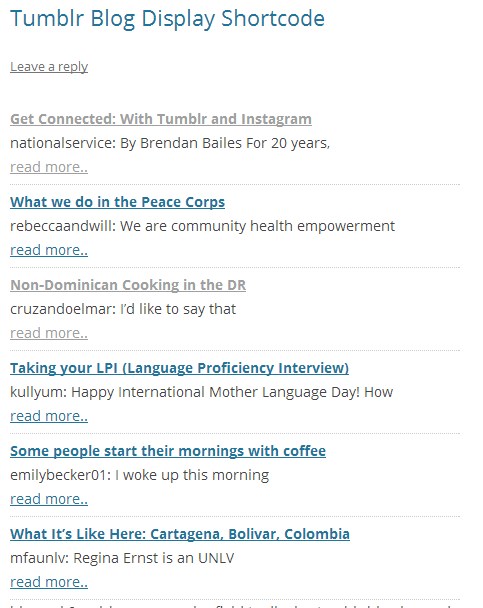 Tumblr Blog Display Shortcode
Leave a reply
Get Connected: With Tumblr and Instagram
nationalservice: By Brendan Bailes For 20 years,
read more..
What we do in the Peace Corps
rebeccaandwill: We are community health empowerment
read more..
Non-Dominican Cooking in the DR
cruzandoelmar: I’d like to say that
read more..
Taking your LPI (Language Proficiency Interview)
kullyum: Happy International Mother Language Day! How
read more..
Some people start their mornings with coffee
emilybecker01: I woke up this morning
read more..
What It’s Like Here: Cartagena, Bolivar, Colombia
mfaunlv: Regina Ernst is an UNLV
read more..